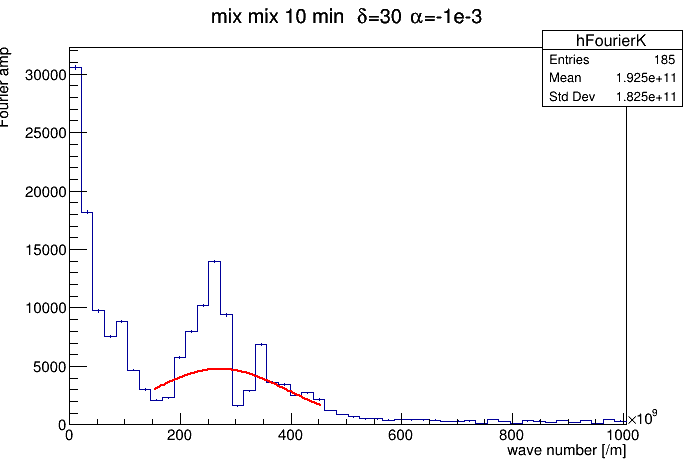 mix mix 10 min δ=30 α=-1e-3
hFourierK
Entries 185
Mean 1.925e+11
Std Dev 1.825e+11
Fourier amp
30000
25000
20000
15000
10000
5000
0
0 200 400 600 800 1000
×10⁹
wave number [/m]